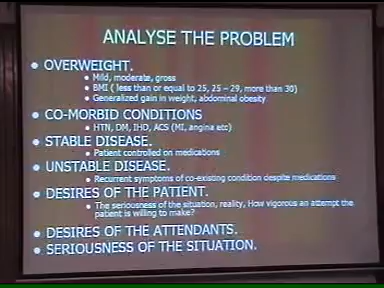 ANALYSE THE PROBLEM
OVERWEIGHT.
Mild, moderate, gross
BMI ( less than or equal to 25, 25 – 29, more than 30)
Generalized gain in weight, abdominal obesity
CO-MORBID CONDITIONS
HTN, DM, IHD, ACS (MI, angina etc)
STABLE DISEASE.
Patient controlled on medications
UNSTABLE DISEASE.
Recurrent symptoms of co-existing condition despite medications
DESIRES OF THE PATIENT.
The seriousness of the situation, reality, How vigorous an attempt the
patient is willing to make?
DESIRES OF THE ATTENDANTS.
SERIOUSNESS OF THE SITUATION.